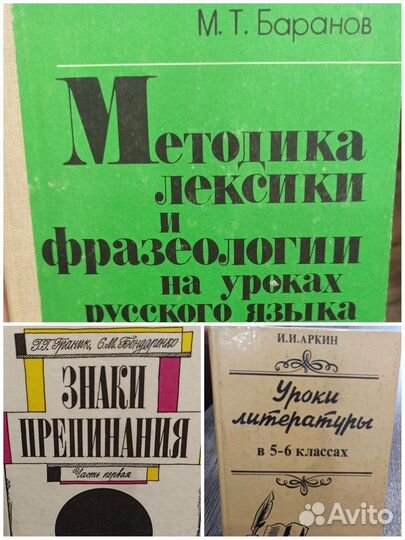 М. Т. Баранов
Методика
лексики
и
фразеологии
на уроках
русского языка
Г.Г. Граник, С.М. Бондаренко
ЗНАКИ
ПРЕПИНАНИЯ
Часть первая
И.И.АРКИН
Уроки
литературы
в 5-6 классах
Avito